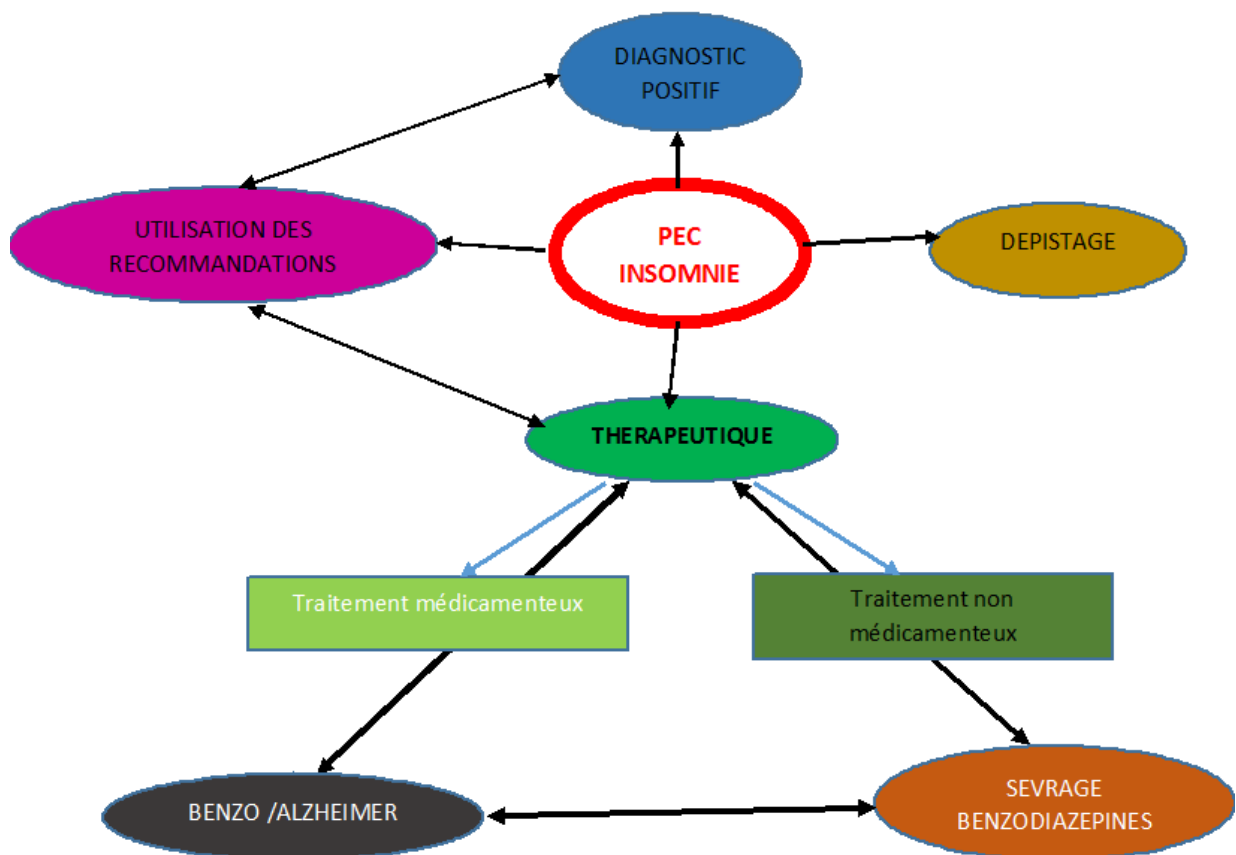 DIAGNOSTIC
POSITIF
UTILISATION DES
RECOMMANDATIONS
PEC
INSOMNIE
DEPISTAGE
THERAPEUTIQUE
Traitement médicamenteux
Traitement non
médicamenteux
BENZO /ALZHEIMER
SEVRAGE
BENZODIAZEPINES